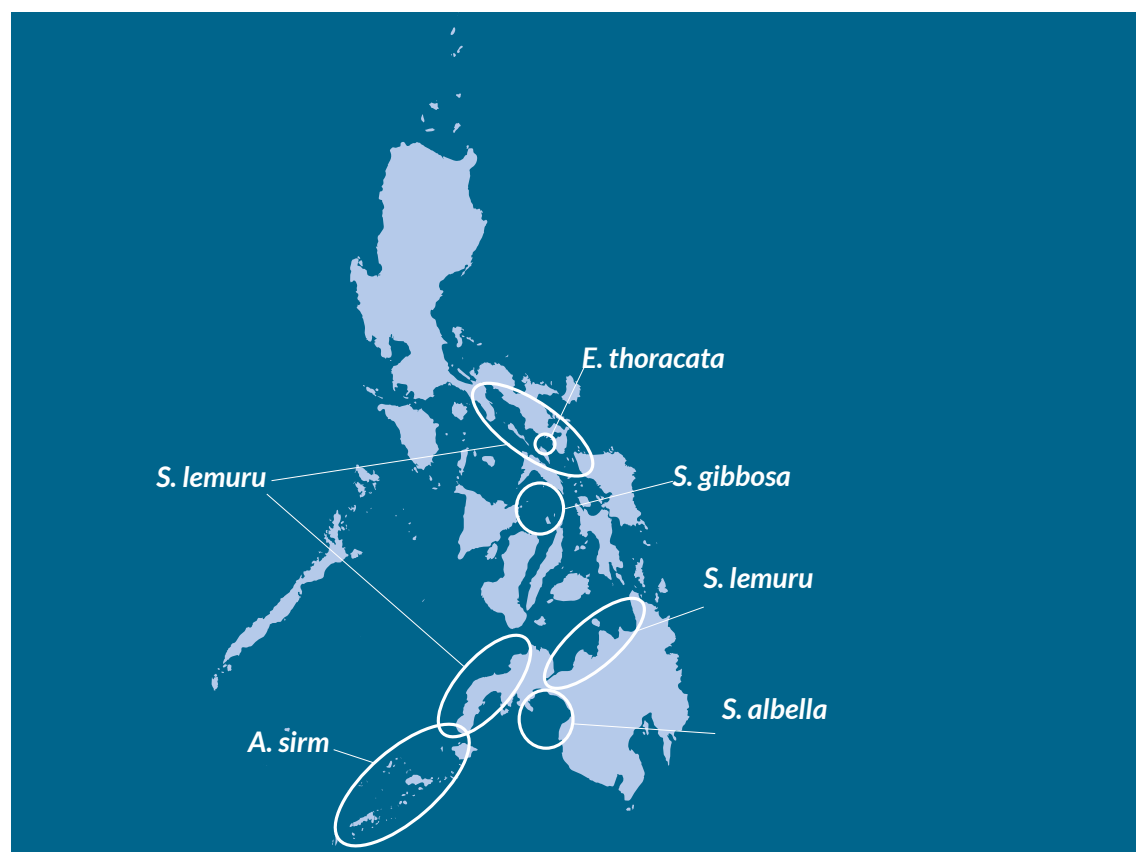 E. thoracata
S. lemuru
S. gibbosa
S. lemuru
S. albella
A. sirm